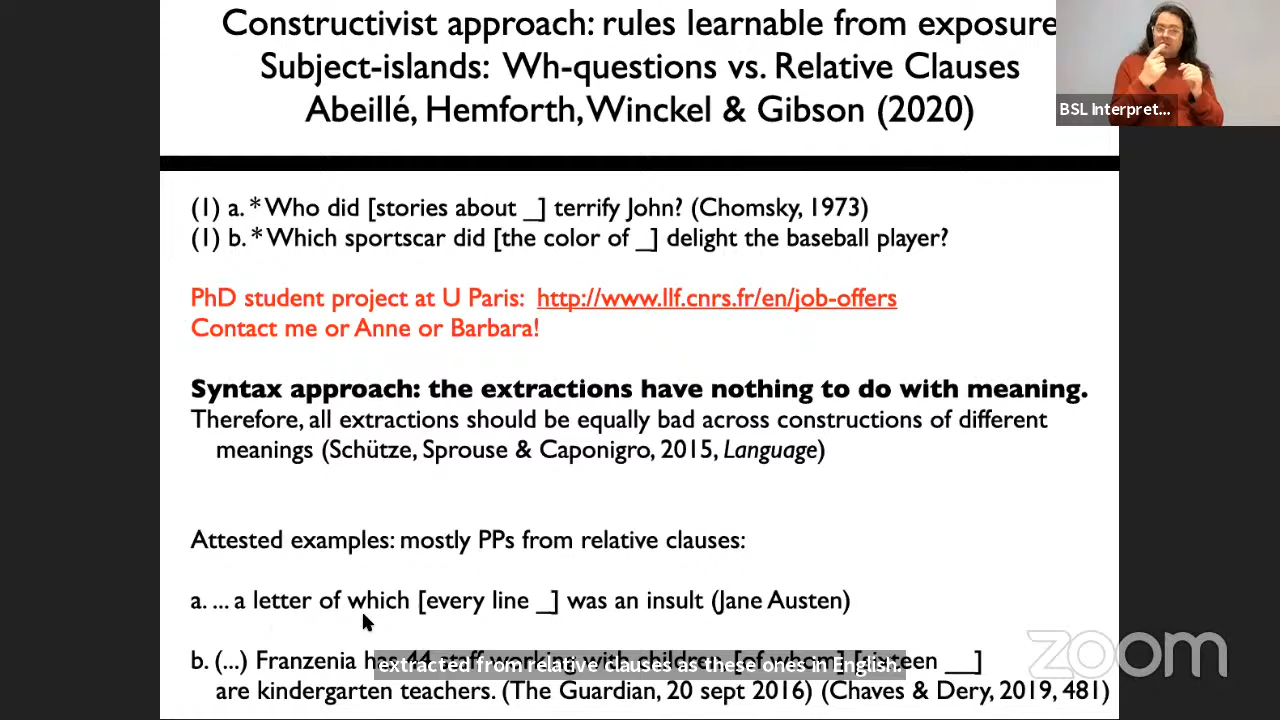 Constructivist approach: rules learnable from exposure
Subject-islands: Wh-questions vs. Relative Clauses
Abeillé, Hemforth, Winckel & Gibson (2020)
BSL Interpret...
(1) a. * Who did [stories about _] terrify John? (Chomsky, 1973)
(1) b. * Which sportscar did [the color of _] delight the baseball player?
PhD student project at U Paris: http://www.llf.cnrs.fr/en/job-offers
Contact me or Anne or Barbara!
Syntax approach: the extractions have nothing to do with meaning.
Therefore, all extractions should be equally bad across constructions of different
meanings (Schütze, Sprouse & Caponigro, 2015, Language)
Attested examples: mostly PPs from relative clauses:
a. ... a letter of which [every line _] was an insult (Jane Austen)
b. (...) Franzenia has 44 staff working with children, [of whom] __]
extracted from relative clauses as these ones in English.
are kindergarten teachers. (The Guardian, 20 sept 2016) (Chaves & Dery, 2019, 481)
zoom